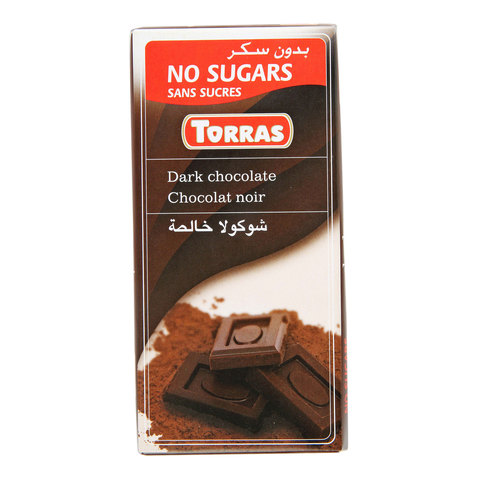 بدون سكر
NO SUGARS
SANS SUCRES
TORRAS
Dark chocolate
Chocolat noir
شوكولا خالصة